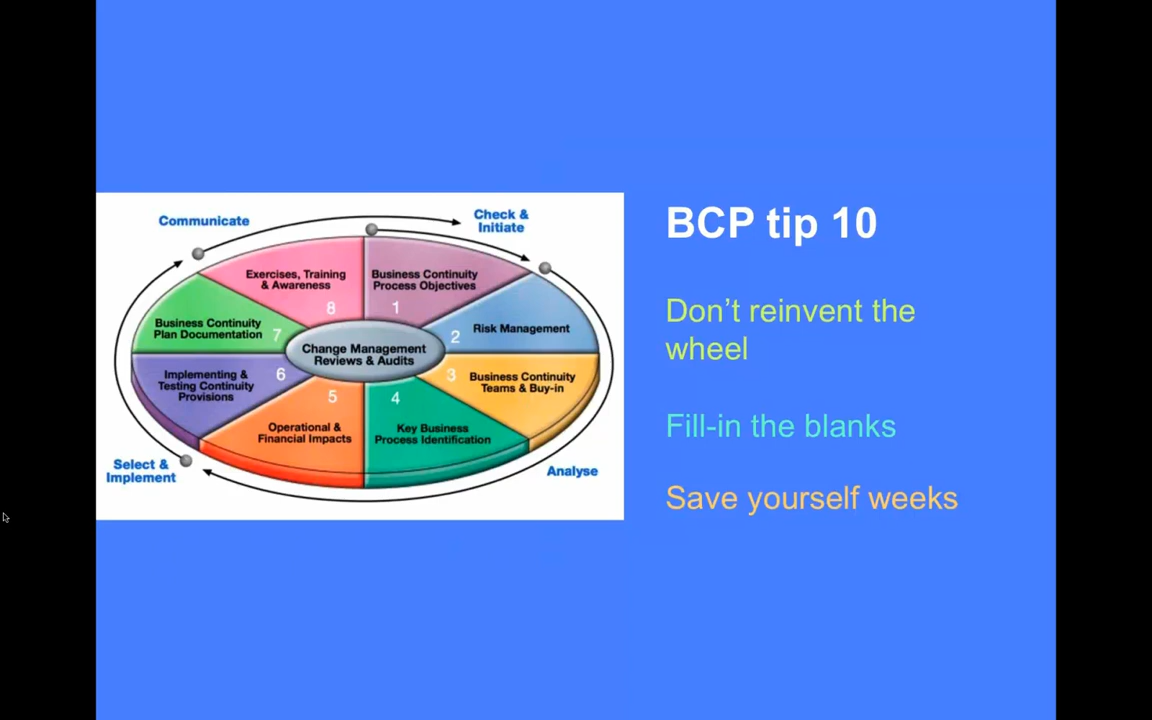 Communicate
Check &
Initiate
Exercises, Training
& Awareness
8
Business Continuity
Process Objectives
1
2
Risk Management
3
Business Continuity
Teams & Buy-in
4
Key Business
Process Identification
5
Operational &
Financial Impacts
6
Implementing &
Testing Continuity
Provisions
7
Business Continuity
Plan Documentation
Change Management
Reviews & Audits
Select &
Implement
Analyse
BCP tip 10
Don’t reinvent the
wheel
Fill-in the blanks
Save yourself weeks